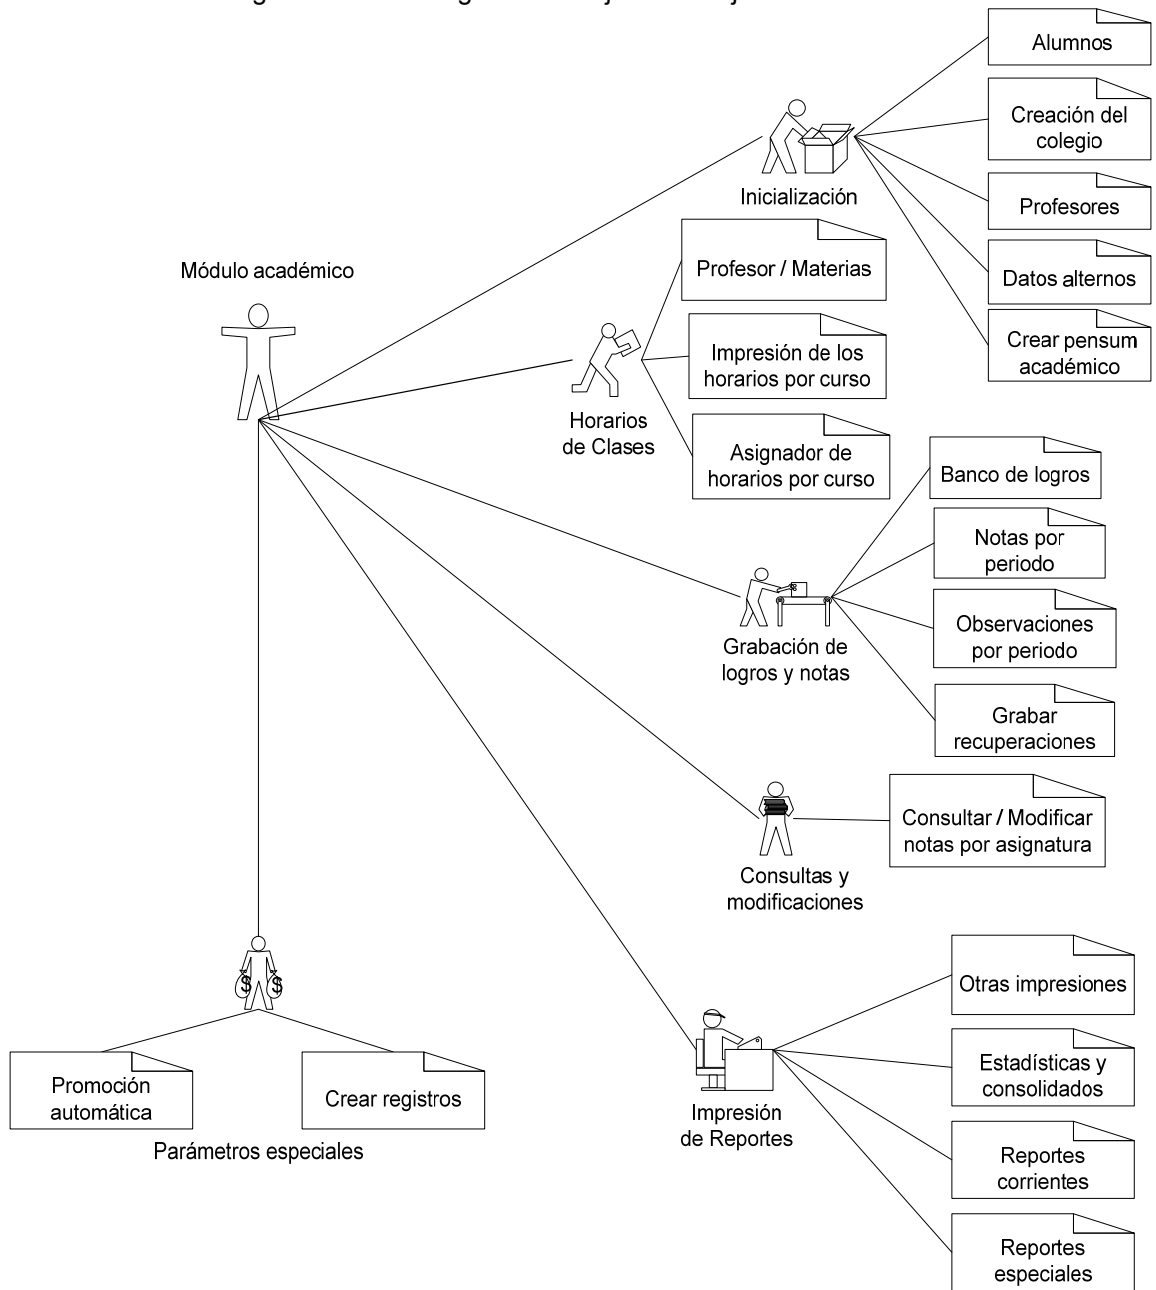 Alumnos
Creación del
colegio
Inicialización
Profesores
Datos alternos
Crear pensum
académico
Módulo académico
Profesor / Materias
Impresión de los
horarios por curso
Horarios
de Clases
Asignador de
horarios por curso
Banco de logros
Notas por
periodo
Observaciones
por periodo
Grabación de
logros y notas
Grabar
recuperaciones
Consultar / Modificar
notas por asignatura
Consultas y
modificaciones
$ $
Otras impresiones
Estadísticas y
consolidados
Impresión
de Reportes
Reportes
corrientes
Reportes
especiales
Promoción
automática
Crear registros
Parámetros especiales